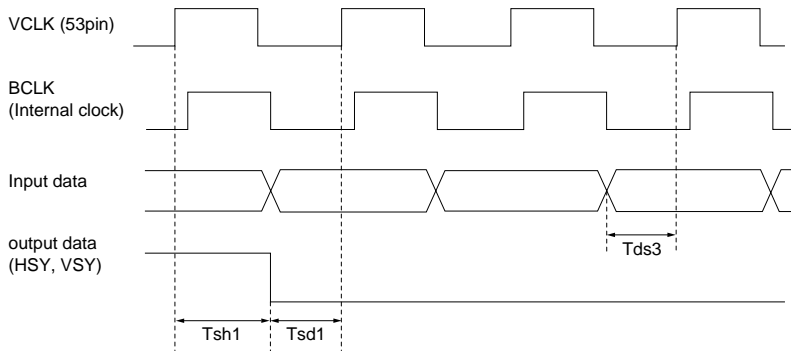 VCLK (53pin)
BCLK
(Internal clock)
Input data
output data
(HSY, VSY)
Tds3
Tsh1
Tsd1